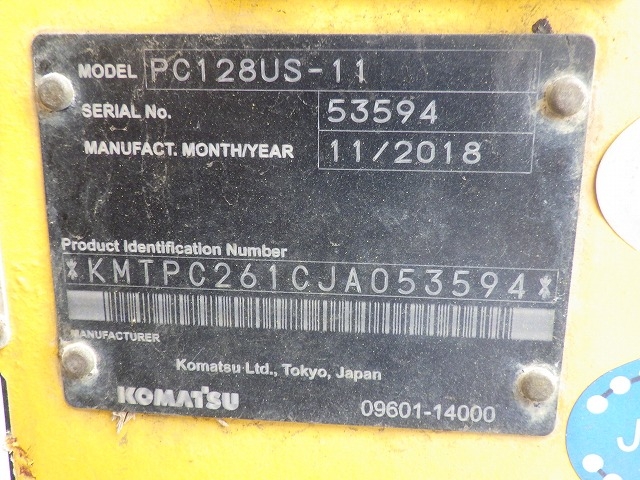 MODEL PC128US-11
SERIAL No. 53594
MANUFACT. MONTH/YEAR 11/2018
Product Identification Number
*KMTPC261CJA053594*
MANUFACTURER
Komatsu Ltd., Tokyo, Japan
KOMATSU 09601-14000
J